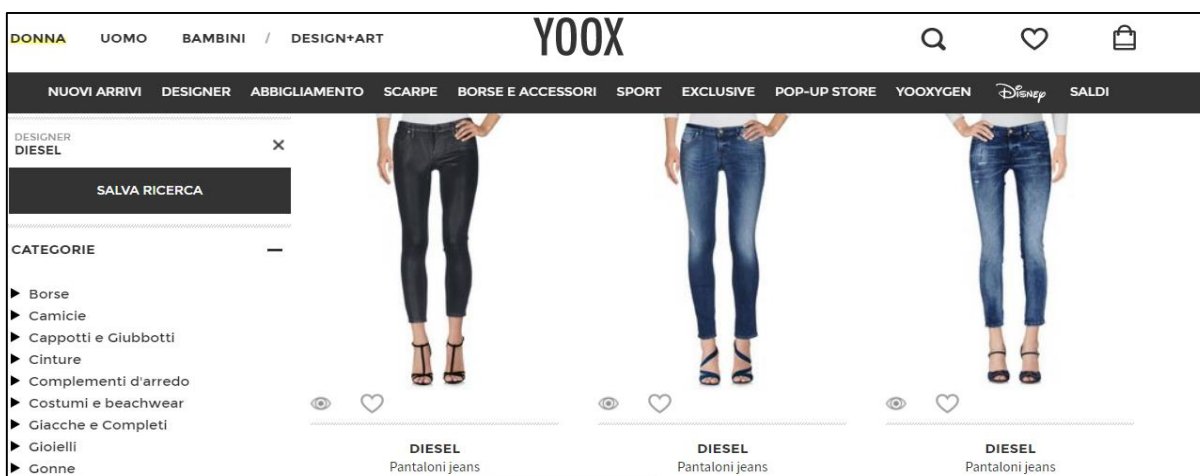 DONNA UOMO BAMBINI / DESIGN+ART YOOX
NUOVI ARRIVI DESIGNER ABBIGLIAMENTO SCARPE BORSE E ACCESSORI SPORT EXCLUSIVE POP-UP STORE YOOXYGEN Disney SALDI
DESIGNER
DIESEL
SALVA RICERCA
CATEGORIE
Borse
Camicie
Cappotti e Giubbotti
Cinture
Complementi d'arredo
Costumi e beachwear
Giacche e Completi
Gioielli
Gonne
DIESEL
Pantaloni jeans
DIESEL
Pantaloni jeans
DIESEL
Pantaloni jeans